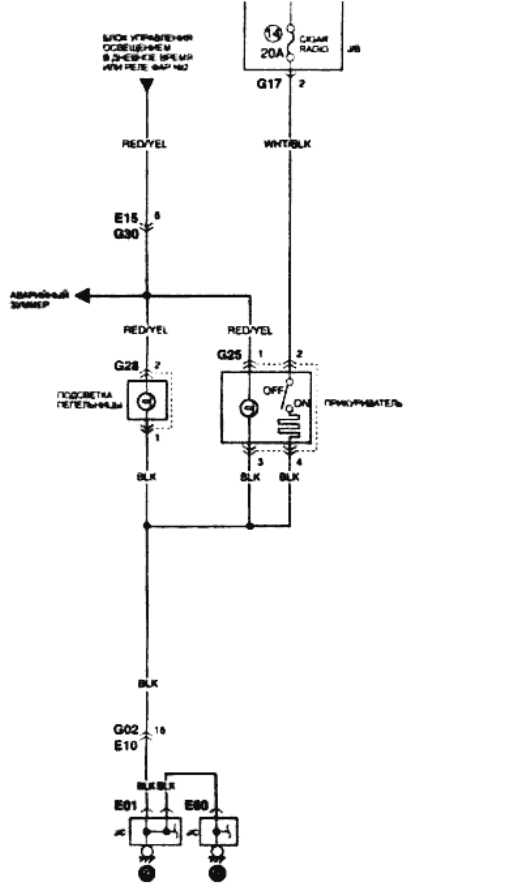 БЛОК УПРАВЛЕНИЯ
ОСВЕЩЕНИЕМ
В ДНЕВНОЕ ВРЕМЯ
ИЛИ РЕЛЕ ФАР
14
20A
CIGAR
RADIO
J/B
G17 2
RED/YEL
WHT/BLK
E15 6
G30
АВАРИЙНЫЙ
ЗУММЕР
RED/YEL
RED/YEL
G28 2
G25 1
2
ПОДСВЕТКА
ПЕПЕЛЬНИЦЫ
OFF
ON
ПРИКУРИВАТЕЛЬ
1
3
4
BLK
BLK
BLK
BLK
G02
E10
BLK
BLK
E01
E60
J/C
J/C